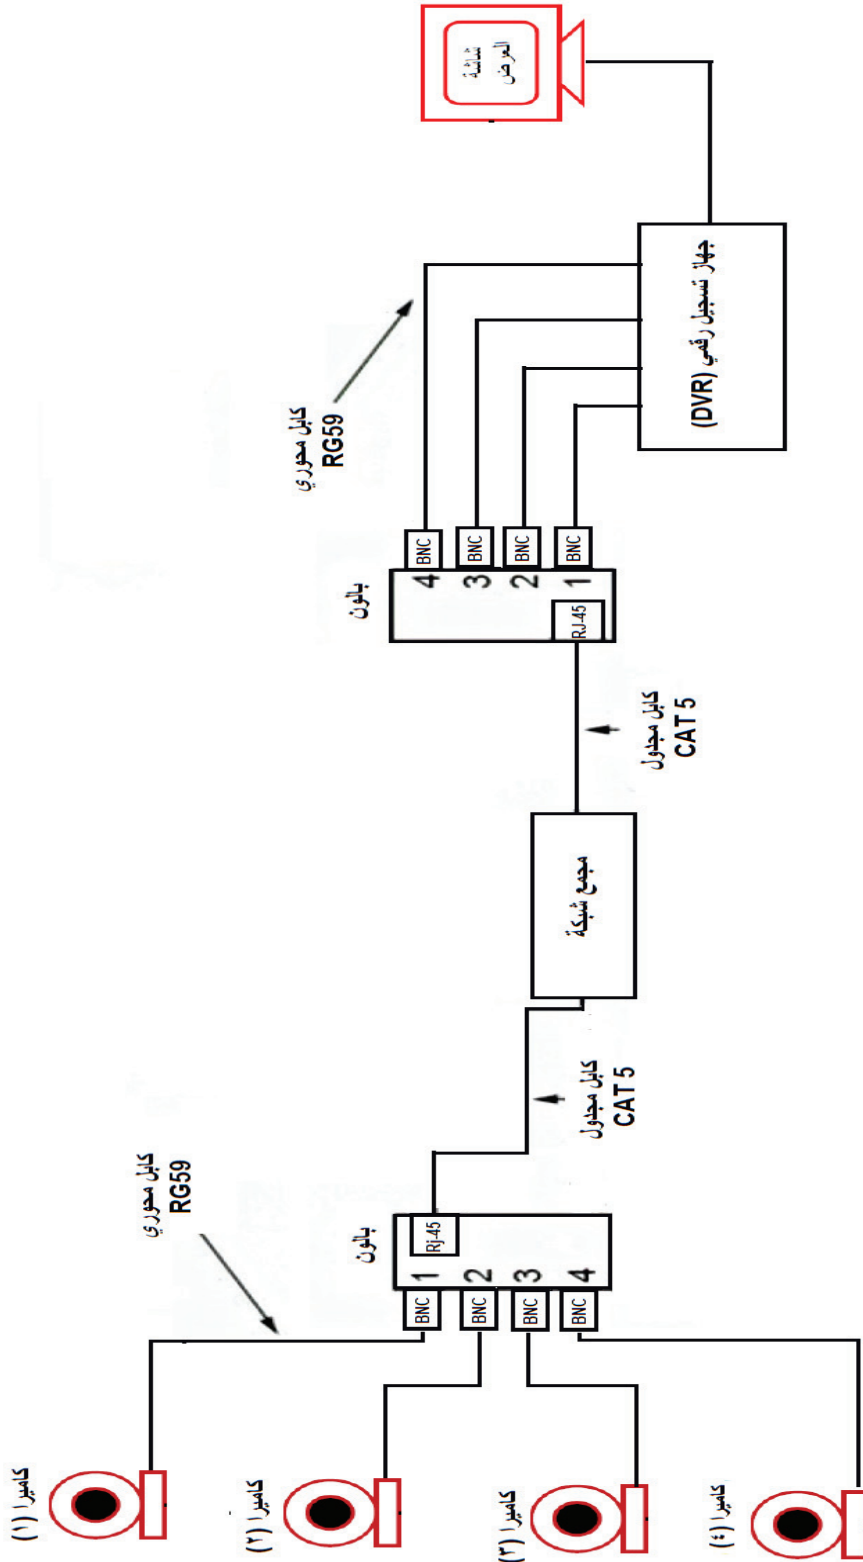 كاميرا (١)
كاميرا (٢)
كاميرا (٣)
كاميرا (٤)
كابل محوري
RG59
BNC
BNC
BNC
BNC
1
2
3
4
Rj-45
بالون
كابل مجدول
CAT 5
مجمع شبكة
كابل مجدول
CAT 5
بالون
RJ-45
4
3
2
1
BNC
BNC
BNC
BNC
كابل محوري
RG59
جهاز تسجيل رقمي (DVR)
شاشة
العرض